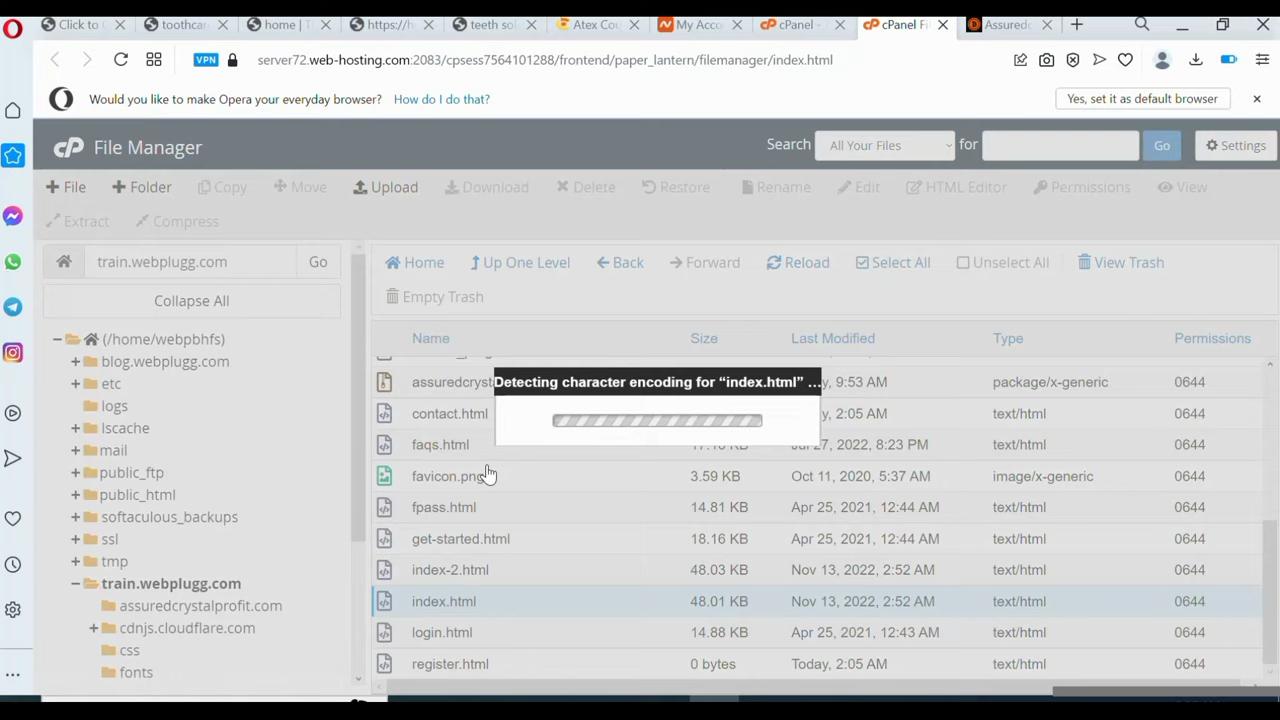 Click to
toothcar
home | T
https://h
teeth sol
Atex Cou
My Acco
cPanel -
cPanel Fi
Assuredc
VPN
server72.web-hosting.com:2083/cpsess7564101288/frontend/paper_lantern/filemanager/index.html
Would you like to make Opera your everyday browser? How do I do that? Yes, set it as default browser
cP File Manager Search All Your Files for Go Settings
File Folder Copy Move Upload Download Delete Restore Rename Edit HTML Editor Permissions View
Extract Compress
train.webplugg.com Go
Collapse All
(/home/webpbhfs)
blog.webplugg.com
etc
logs
lscache
mail
public_ftp
public_html
softaculous_backups
ssl
tmp
train.webplugg.com
assuredcrystalprofit.com
cdnjs.cloudflare.com
css
fonts
Home Up One Level Back Forward Reload Select All Unselect All View Trash
Empty Trash
Name Size Last Modified Type Permissions
assuredcryst y, 9:53 AM package/x-generic 0644
contact.html y, 2:05 AM text/html 0644
faqs.html Jul 27, 2022, 8:23 PM text/html 0644
favicon.png 3.59 KB Oct 11, 2020, 5:37 AM image/x-generic 0644
fpass.html 14.81 KB Apr 25, 2021, 12:44 AM text/html 0644
get-started.html 18.16 KB Apr 25, 2021, 12:44 AM text/html 0644
index-2.html 48.03 KB Nov 13, 2022, 2:52 AM text/html 0644
index.html 48.01 KB Nov 13, 2022, 2:52 AM text/html 0644
login.html 14.88 KB Apr 25, 2021, 12:43 AM text/html 0644
register.html 0 bytes Today, 2:05 AM text/html 0644
Detecting character encoding for “index.html” ...